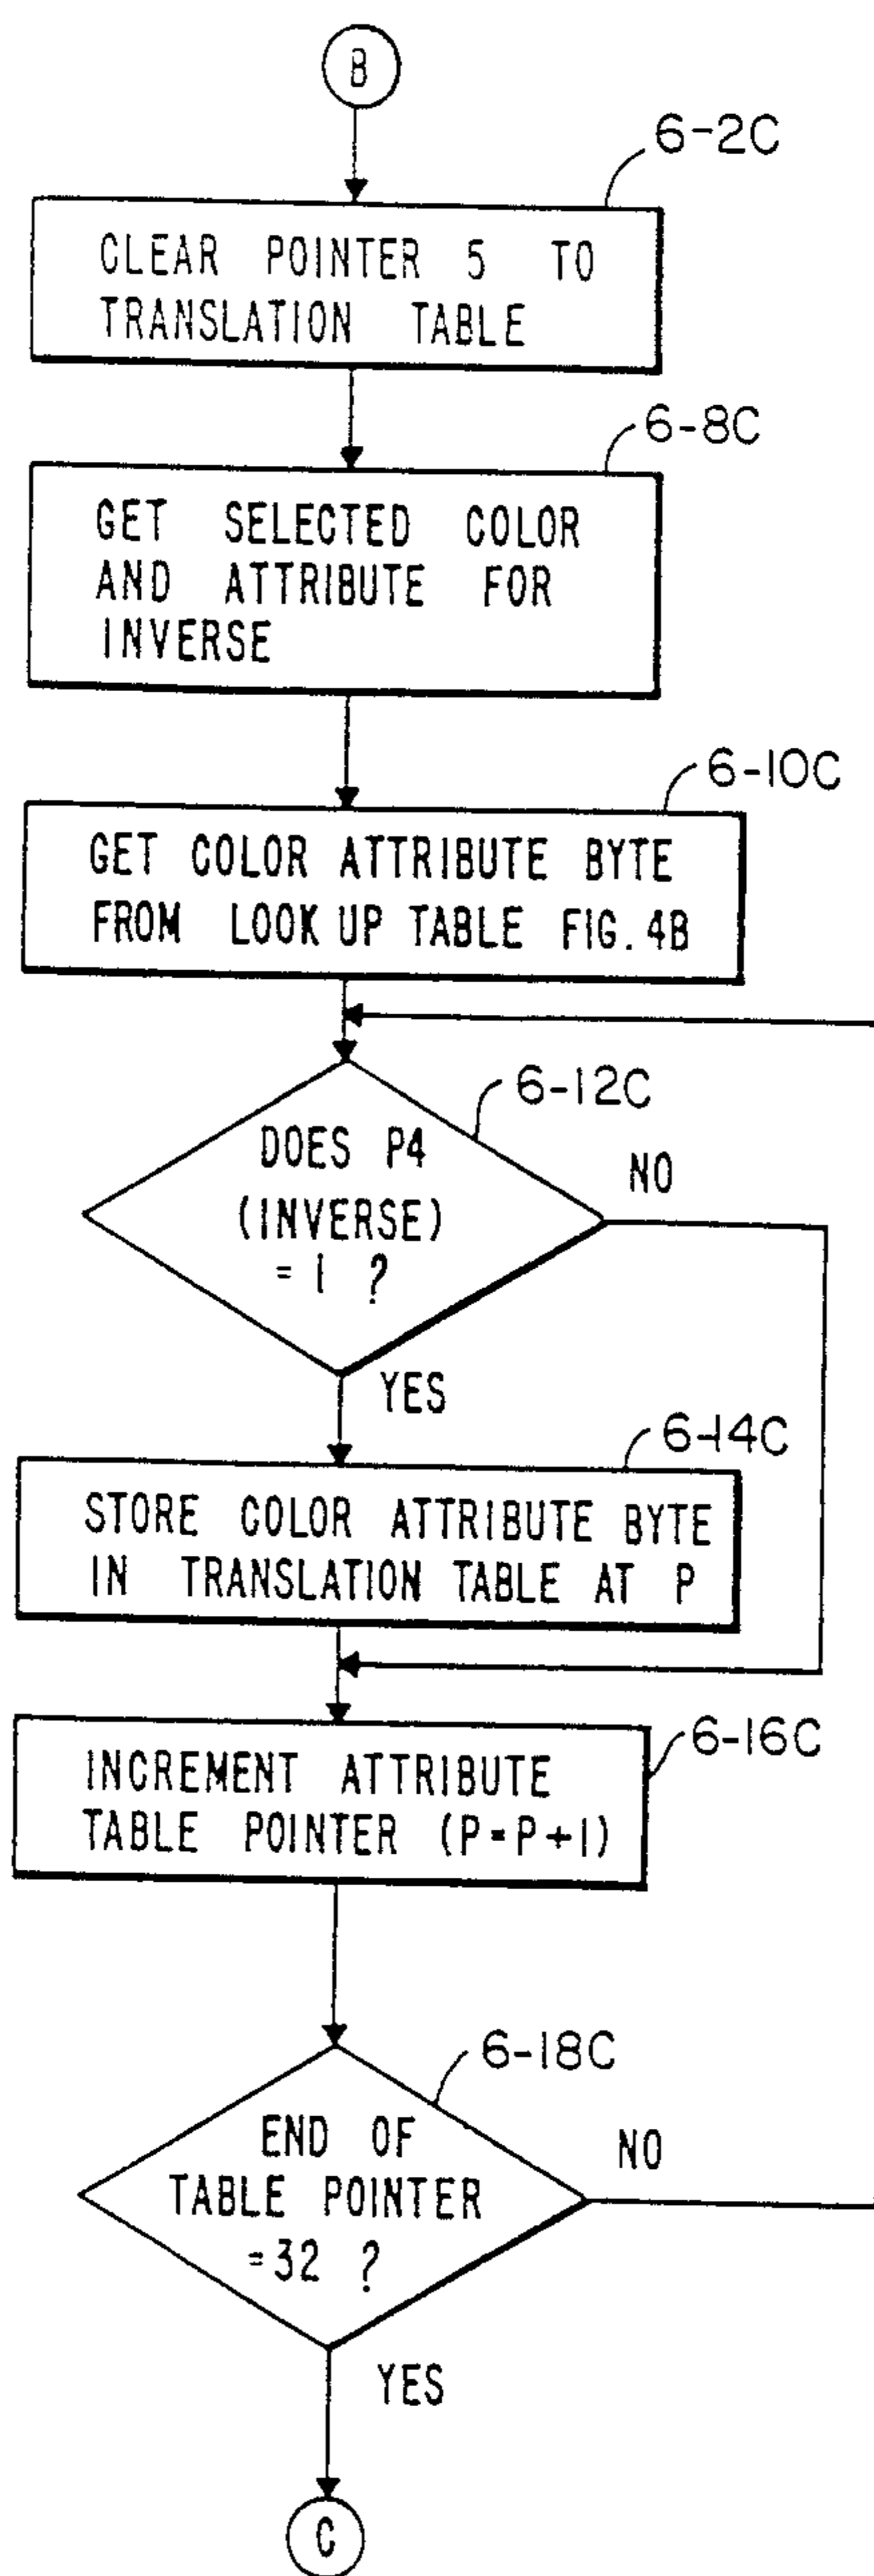 B
6-2C
CLEAR POINTER 5 TO
TRANSLATION TABLE
6-8C
GET SELECTED COLOR
AND ATTRIBUTE FOR
INVERSE
6-10C
GET COLOR ATTRIBUTE BYTE
FROM LOOK UP TABLE FIG. 4B
6-12C
DOES P4
(INVERSE)
= 1 ?
NO
YES
6-14C
STORE COLOR ATTRIBUTE BYTE
IN TRANSLATION TABLE AT P
6-16C
INCREMENT ATTRIBUTE
TABLE POINTER (P=P+1)
6-18C
END OF
TABLE POINTER
=32 ?
NO
YES
C